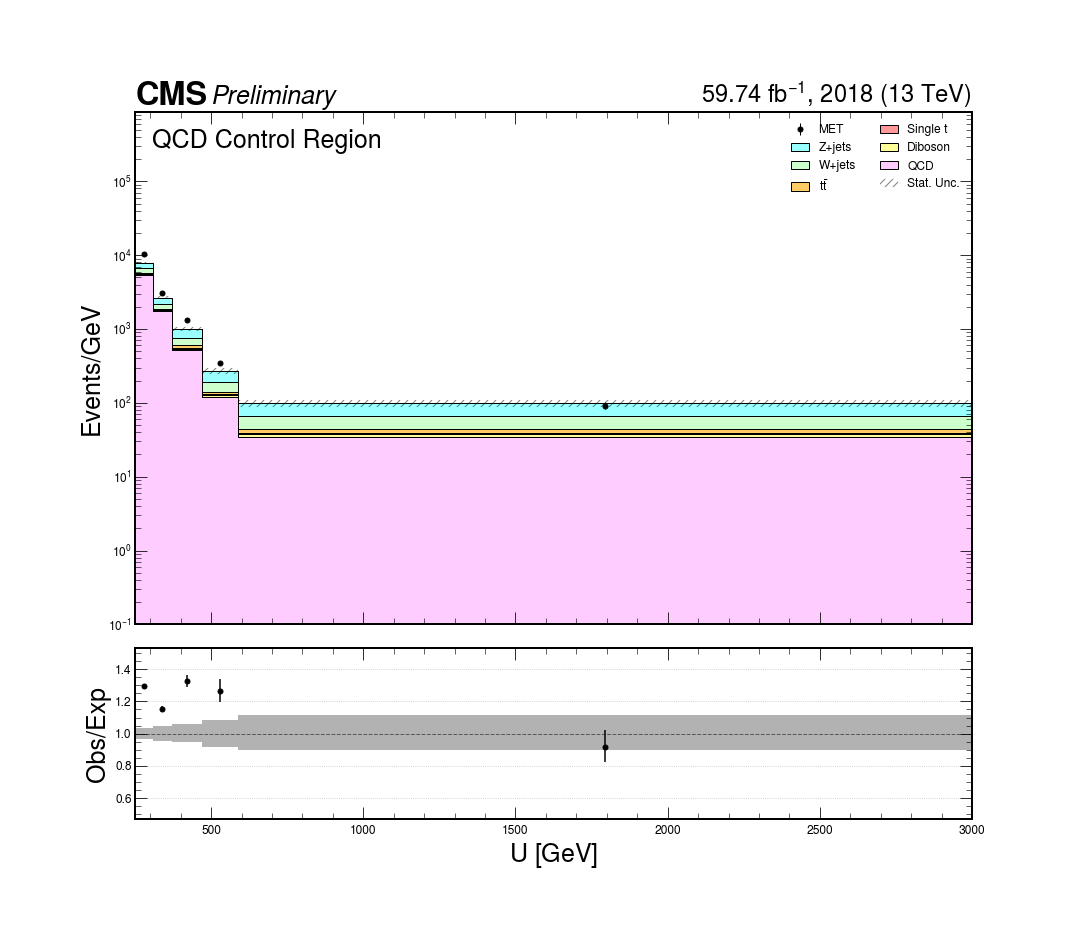 CMS Preliminary 59.74 fb⁻¹, 2018 (13 TeV)
QCD Control Region
MET
Z+jets
W+jets
tt̄
Single t
Diboson
QCD
Stat. Unc.
Events/GeV
10⁵
10⁴
10³
10²
10¹
10⁰
10⁻¹
Obs/Exp
1.4
1.2
1.0
0.8
0.6
500 1000 1500 2000 2500 3000
U [GeV]